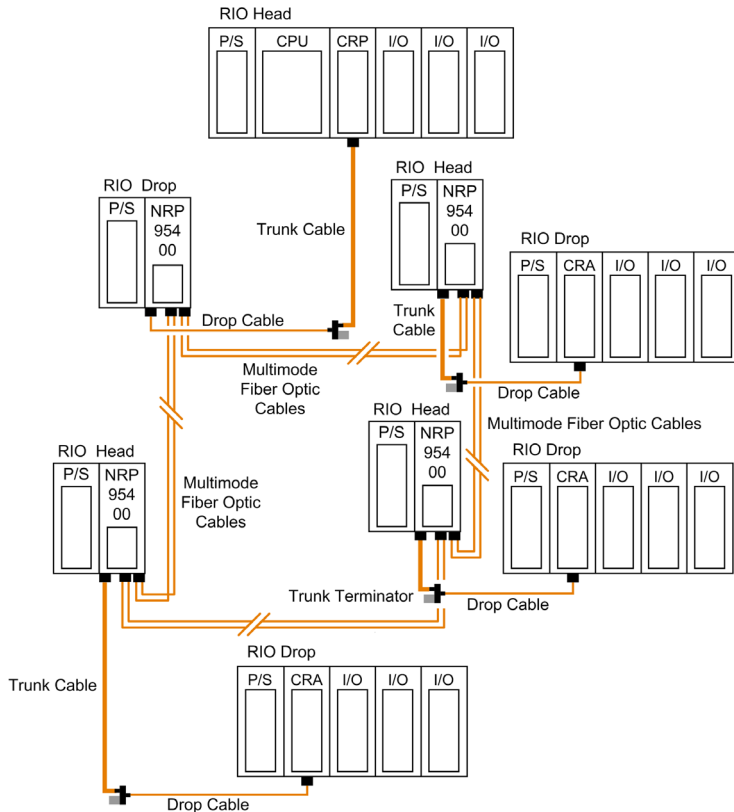 RIO Head
P/S CPU CRP I/O I/O I/O
RIO Head
P/S NRP
954
00
RIO Drop
P/S NRP
954
00
Trunk Cable
RIO Drop
P/S CRA I/O I/O I/O
Trunk
Cable
Drop Cable
Multimode
Fiber Optic
Cables
Drop Cable
RIO Head
P/S NRP
954
00
Multimode Fiber Optic Cables
RIO Drop
P/S CRA I/O I/O I/O
RIO Head
P/S NRP
954
00
Multimode
Fiber Optic
Cables
Trunk Terminator
Drop Cable
RIO Drop
P/S CRA I/O I/O I/O
Trunk Cable
Drop Cable